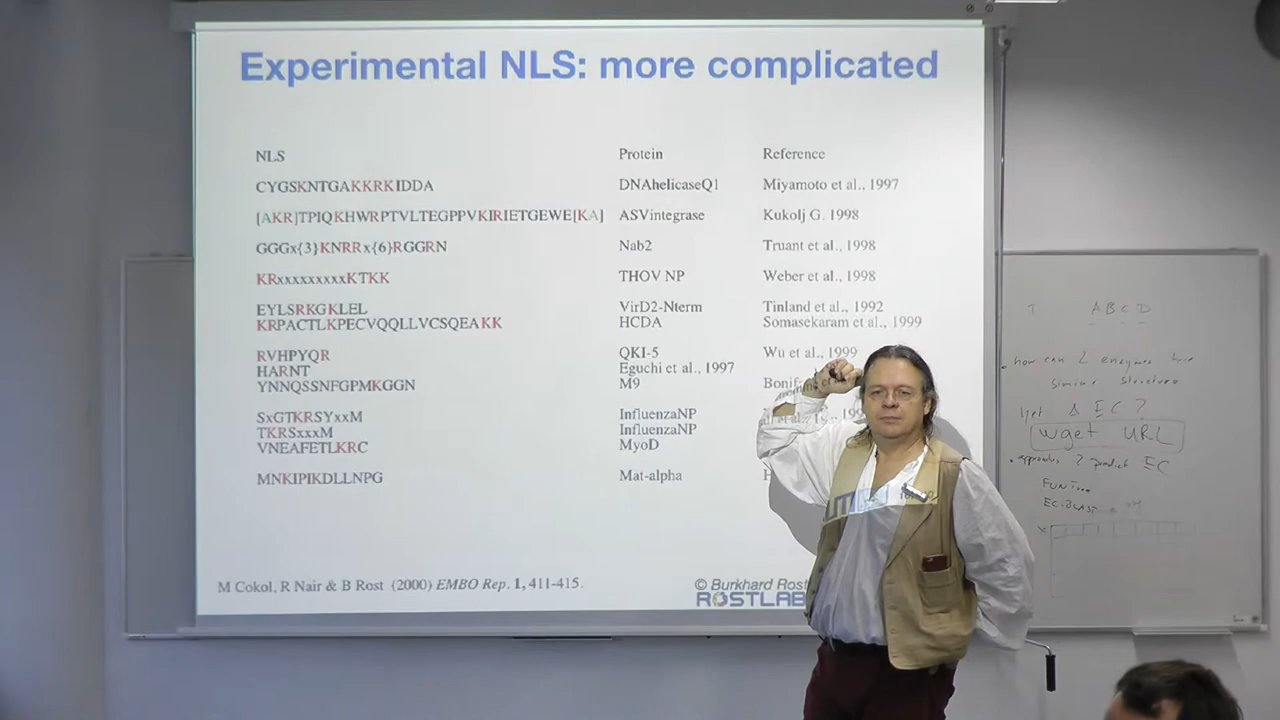 Experimental NLS: more complicated
NLS Protein Reference
CYGSKNTGAKKRKIDDA DNAhelicaseQ1 Miyamoto et al., 1997
[AKR]TPIQKHWRPTVLTEGPPVKIRIETGEWE[KA] ASVintegrase Kukolj G. 1998
GGGx{3}KNRRx{6}RGGRN Nab2 Truant et al., 1998
KRxxxxxxxxxKTKK THOV NP Weber et al., 1998
EYLSRKGKLEL VirD2-Nterm Tinland et al., 1992
KRPACTLKPECVQQLLVCSQEAKK HCDA Somasekaram et al., 1999
RVHPYQR QKI-5 Wu et al., 1999
HARNT Eguchi et al., 1997
YNNQSSNFGPMKGGN M9
SxGTKRSYxxM InfluenzaNP
TKRSxxxM InfluenzaNP
VNEAFETLKRC MyoD
MNKIPIKDLLNPG Mat-alpha
M Cokol, R Nair & B Rost (2000) EMBO Rep. 1, 411-415.
© Burkhard Rost
ROSTLAB
ABCD
how can 2 enzymes have
similar structure
& EC?
wget URL
? predict EC